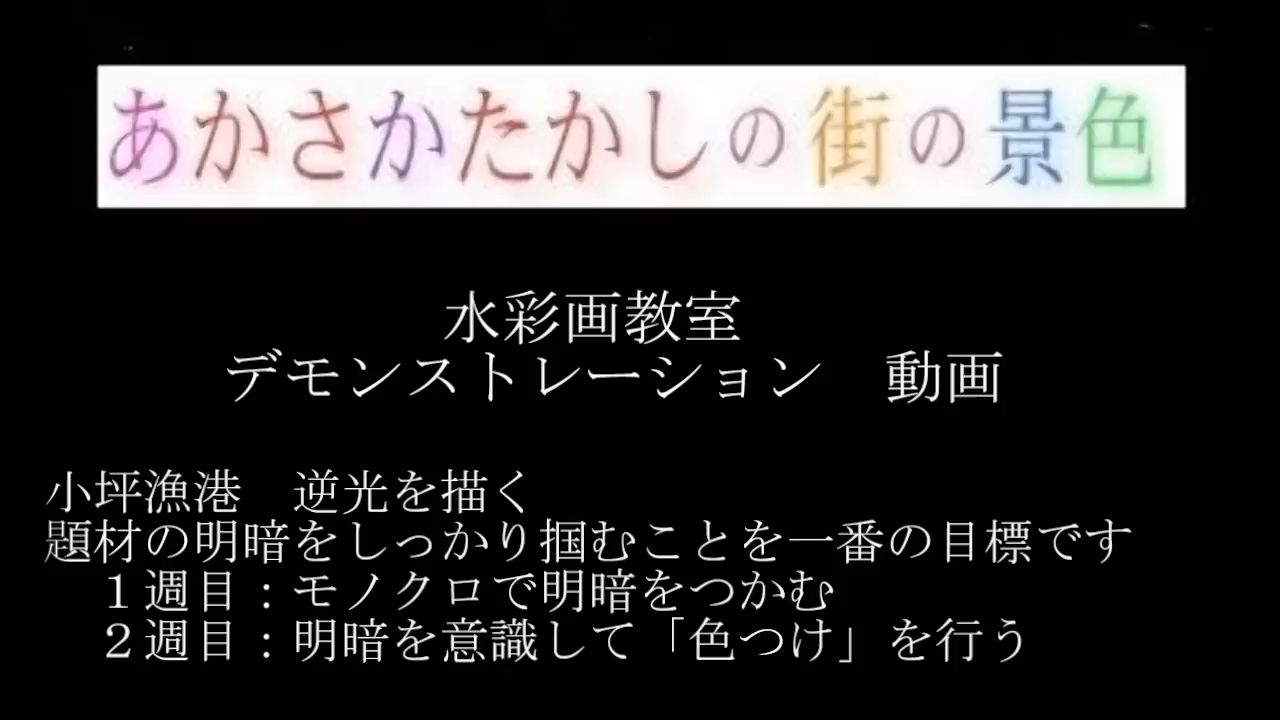 あかさかたかしの街の景色
水彩画教室
デモンストレーション　動画
小坪漁港　逆光を描く
題材の明暗をしっかり掴むことを一番の目標です
１週目：モノクロで明暗をつかむ
２週目：明暗を意識して「色つけ」を行う